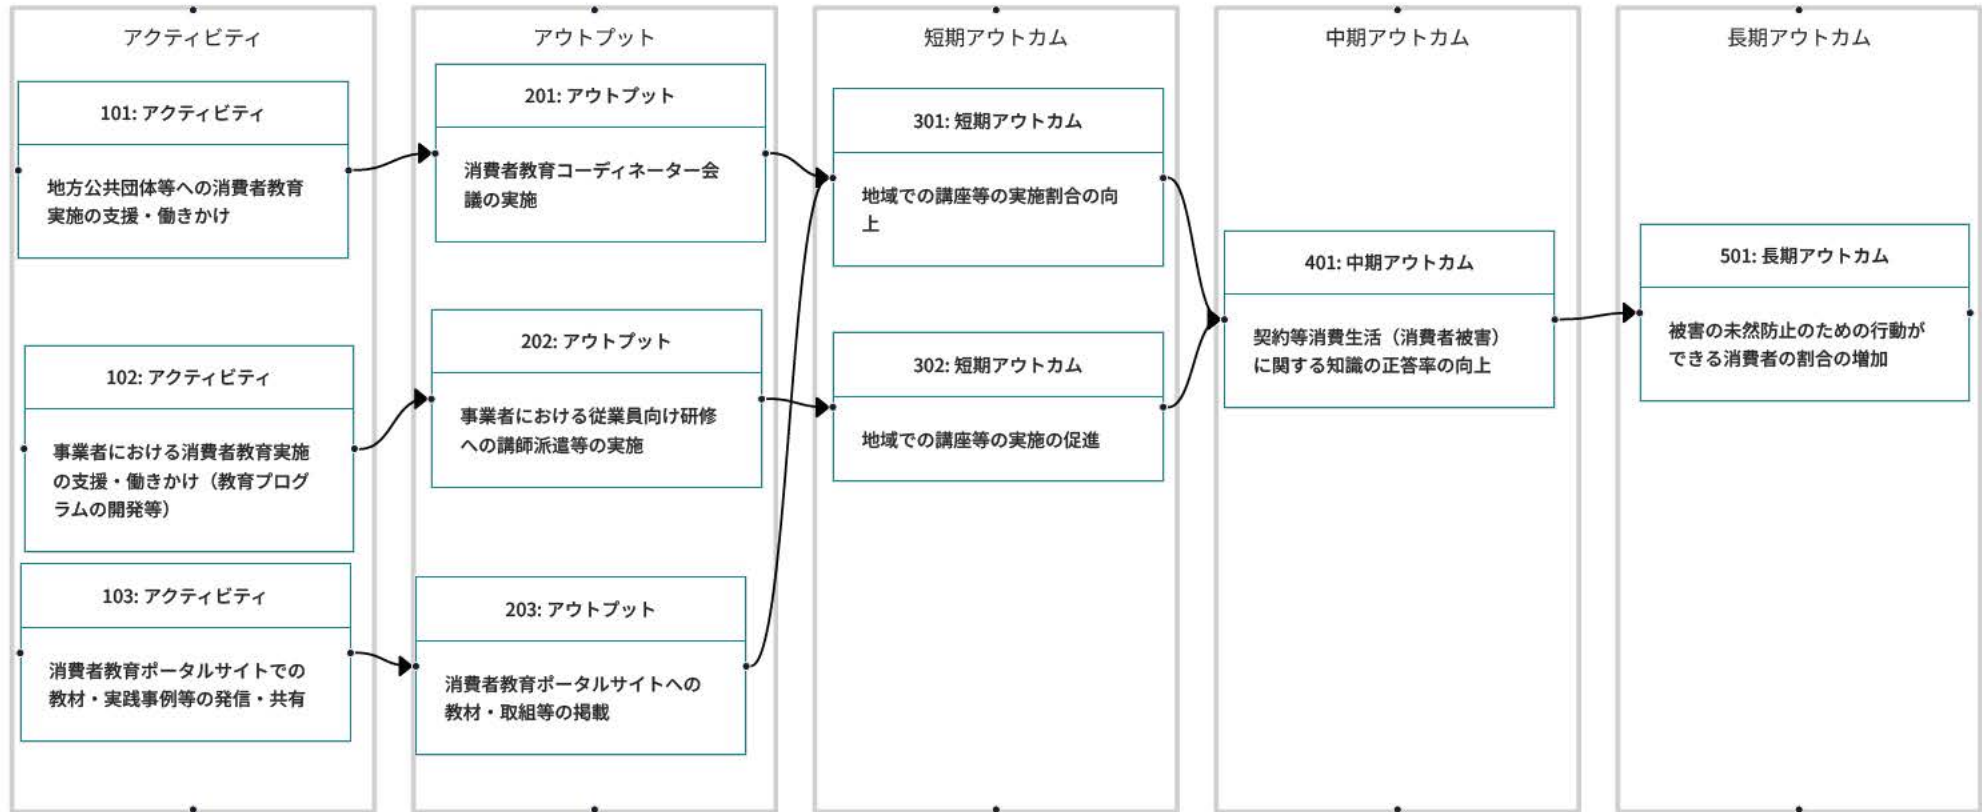 アクティビティ
101: アクティビティ
地方公共団体等への消費者教育
実施の支援・働きかけ
102: アクティビティ
事業者における消費者教育実施
の支援・働きかけ（教育プログ
ラムの開発等）
103: アクティビティ
消費者教育ポータルサイトでの
教材・実践事例等の発信・共有
アウトプット
201: アウトプット
消費者教育コーディネーター会
議の実施
202: アウトプット
事業者における従業員向け研修
への講師派遣等の実施
203: アウトプット
消費者教育ポータルサイトへの
教材・取組等の掲載
短期アウトカム
301: 短期アウトカム
地域での講座等の実施割合の向
上
302: 短期アウトカム
地域での講座等の実施の促進
中期アウトカム
401: 中期アウトカム
契約等消費生活（消費者被害）
に関する知識の正答率の向上
長期アウトカム
501: 長期アウトカム
被害の未然防止のための行動が
できる消費者の割合の増加